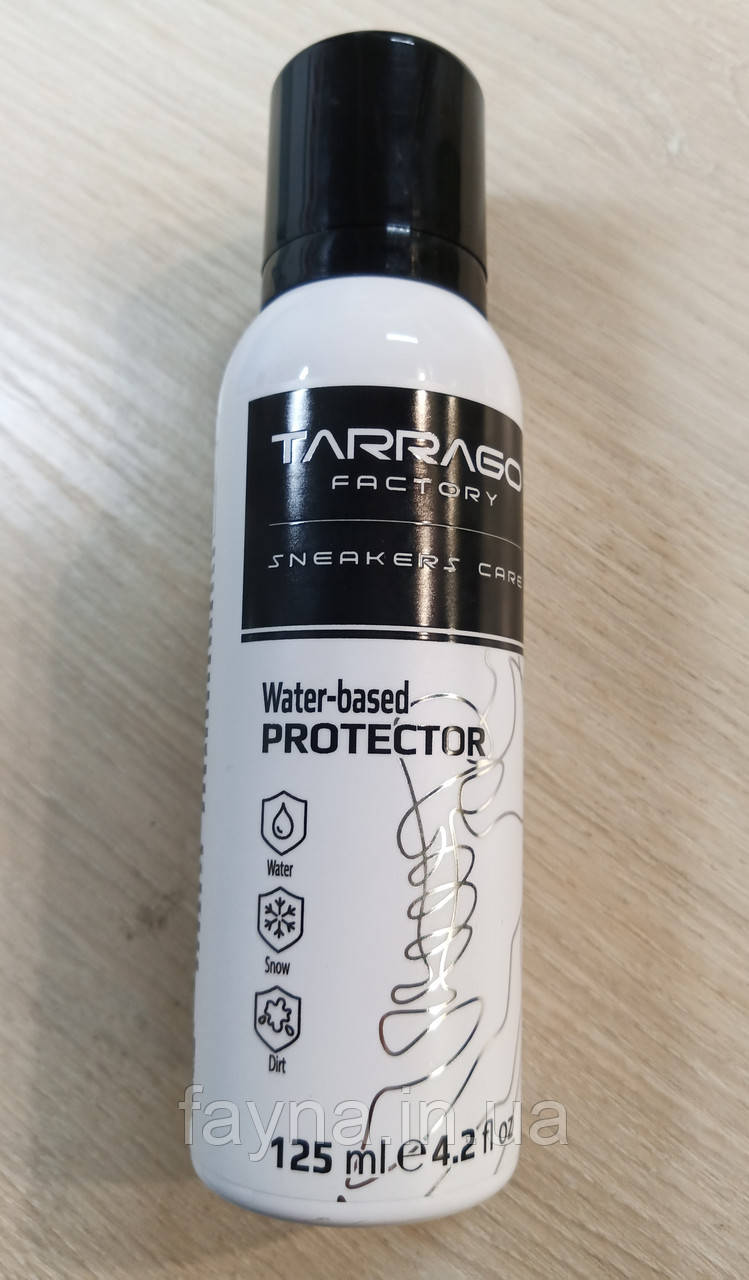 TARRAGO
FACTORY
SNEAKERS CARE
Water-based
PROTECTOR
Water
Snow
Dirt
fayna.in.ua
125 ml e 4.2 fl oz